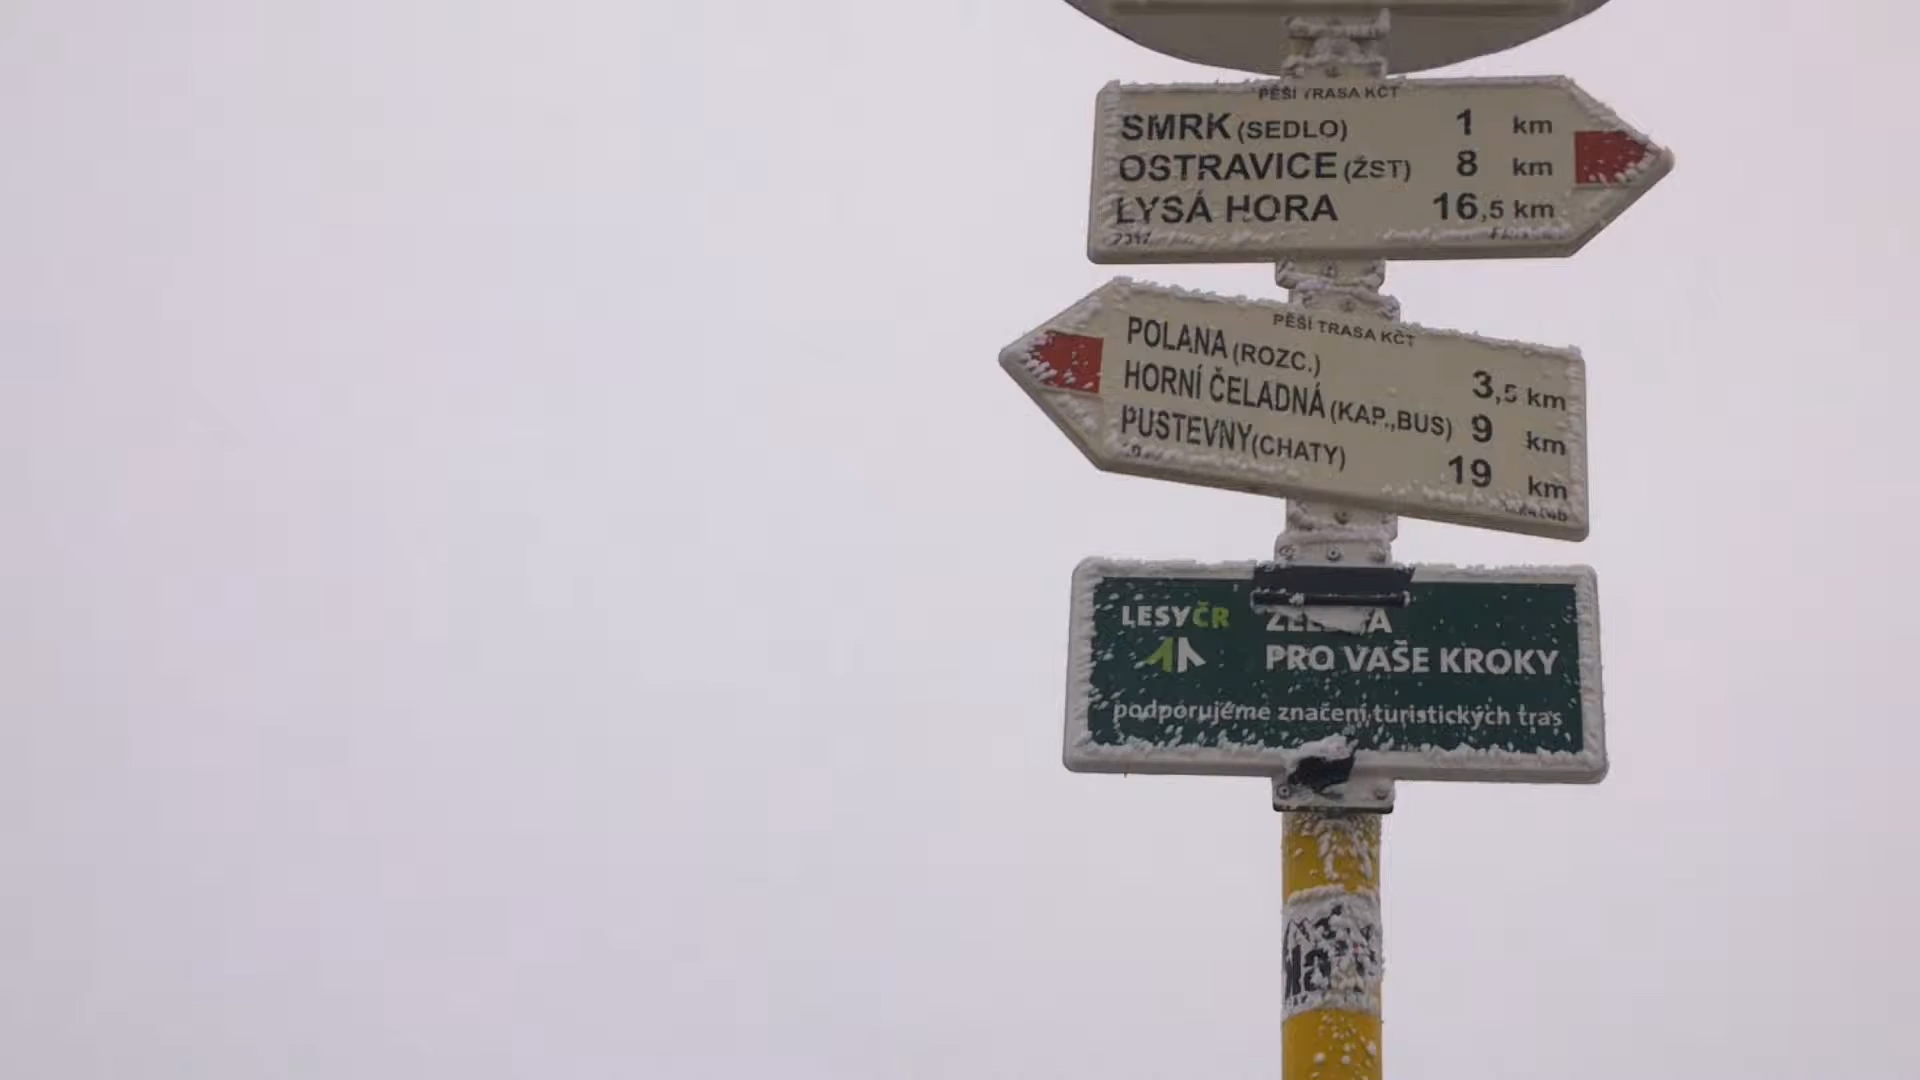 PĚŠÍ TRASA KČT
SMRK (SEDLO) 1 km
OSTRAVICE (ŽST) 8 km
LYSÁ HORA 16,5 km
PĚŠÍ TRASA KČT
POLANA (ROZC.) 3,5 km
HORNÍ ČELADNÁ (KAP.,BUS) 9 km
PUSTEVNY (CHATY) 19 km
LESYČR
PRO VAŠE KROKY
podporujeme značení turistických tras